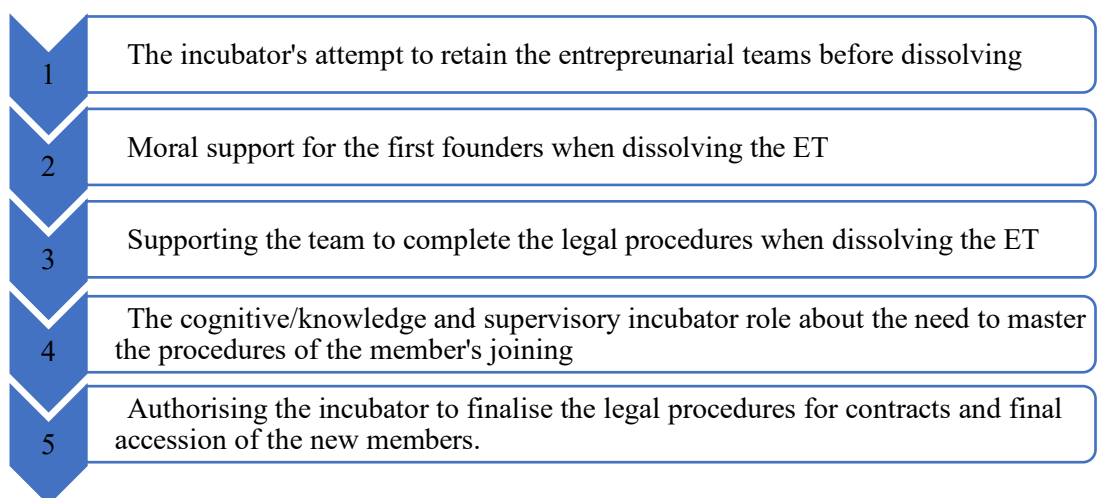 1
The incubator's attempt to retain the entrepreunarial teams before dissolving
2
Moral support for the first founders when dissolving the ET
3
Supporting the team to complete the legal procedures when dissolving the ET
4
The cognitive/knowledge and supervisory incubator role about the need to master
the procedures of the member's joining
5
Authorising the incubator to finalise the legal procedures for contracts and final
accession of the new members.